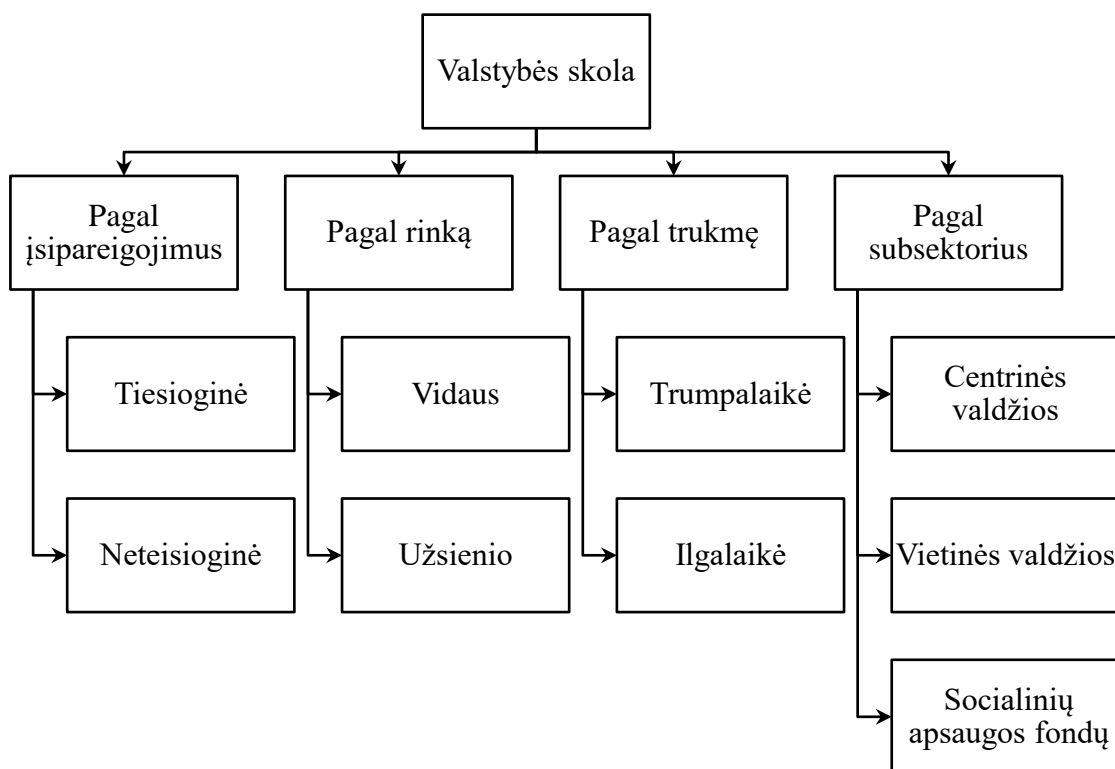 Valstybės skola
Pagal
įsipareigojimus
Pagal rinką
Pagal trukmę
Pagal
subsektorius
Tiesioginė
Vidaus
Trumpalaikė
Centrinės
valdžios
Neteisioginė
Užsienio
Ilgalaikė
Vietinės valdžios
Socialinių
apsaugos fondų